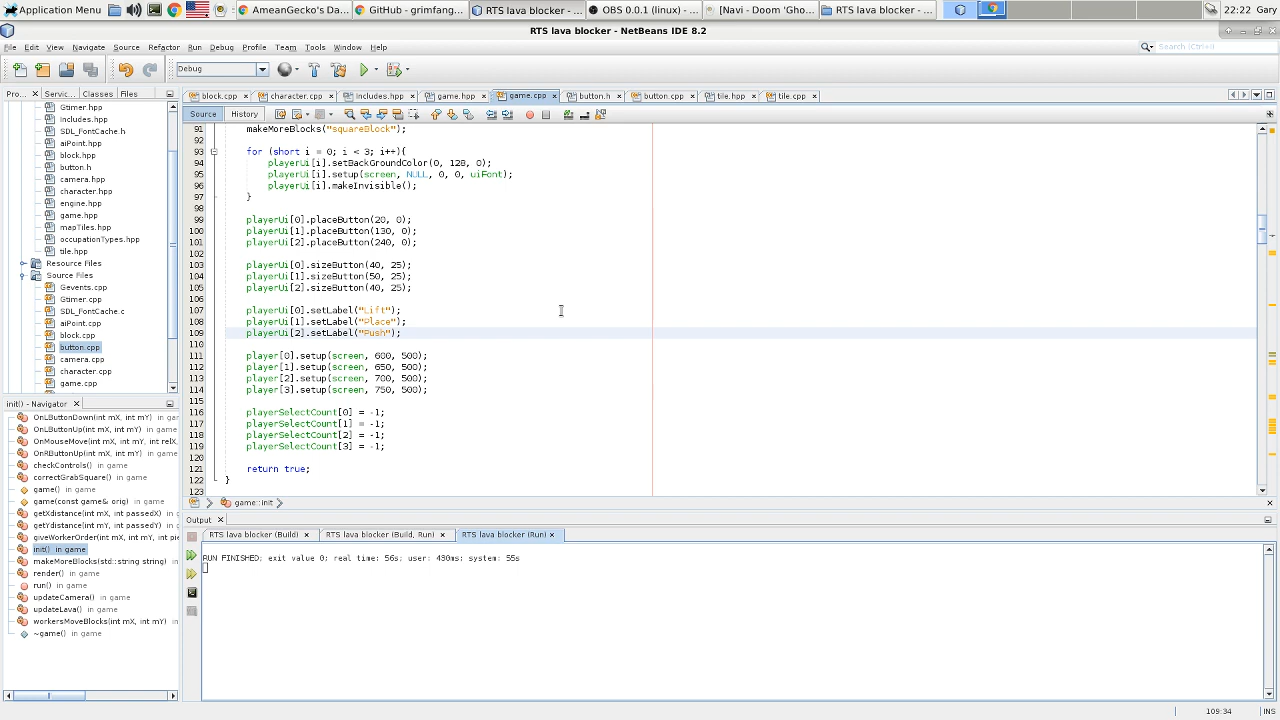 Application Menu AmeanGecko's Da... GitHub - grimfang... RTS lava blocker - ... OBS 0.0.1 (linux) - ... [Navi - Doom 'Gho... RTS lava blocker - ... 22:22 Gary
RTS lava blocker - NetBeans IDE 8.2
File Edit View Navigate Source Refactor Run Debug Profile Team Tools Window Help Search (Ctrl+I)
Debug
Pro... Servic... Classes Files block.cpp character.cpp Includes.hpp game.hpp game.cpp button.h button.cpp tile.hpp tile.cpp
Source History
Gtimer.hpp
Includes.hpp
SDL_FontCache.h
aiPoint.hpp
block.hpp
button.h
camera.hpp
character.hpp
engine.hpp
game.hpp
mapTiles.hpp
occupationTypes.hpp
tile.hpp
Resource Files
Source Files
Gevents.cpp
Gtimer.cpp
SDL_FontCache.c
aiPoint.cpp
block.cpp
button.cpp
camera.cpp
character.cpp
game.cpp
91 makeMoreBlocks("squareBlock");
92
93 for (short i = 0; i < 3; i++){
94 playerUi[i].setBackGroundColor(0, 128, 0);
95 playerUi[i].setup(screen, NULL, 0, 0, uiFont);
96 playerUi[i].makeInvisible();
97 }
98
99 playerUi[0].placeButton(20, 0);
100 playerUi[1].placeButton(130, 0);
101 playerUi[2].placeButton(240, 0);
102
103 playerUi[0].sizeButton(40, 25);
104 playerUi[1].sizeButton(50, 25);
105 playerUi[2].sizeButton(40, 25);
106
107 playerUi[0].setLabel("Lift");
108 playerUi[1].setLabel("Place");
109 playerUi[2].setLabel("Push");
110
111 player[0].setup(screen, 600, 500);
112 player[1].setup(screen, 650, 500);
113 player[2].setup(screen, 700, 500);
114 player[3].setup(screen, 750, 500);
115
116 playerSelectCount[0] = -1;
117 playerSelectCount[1] = -1;
118 playerSelectCount[2] = -1;
119 playerSelectCount[3] = -1;
120
121 return true;
122 }
123
game::init
init() - Navigator
OnLButtonDown(int mX, int mY) in gam
OnLButtonUp(int mX, int mY) in game
OnMouseMove(int mX, int mY, int relX,
OnRButtonUp(int mX, int mY) in game
checkControls() in game
correctGrabSquare() in game
game() in game
game(const game& orig) in game
getXdistance(int mX, int passedX) in
getYdistance(int mY, int passedY) in
giveWorkerOrder(int mX, int mY, int pie
init() in game
makeMoreBlocks(std::string string) in
render() in game
run() in game
updateCamera() in game
updateLava() in game
workersMoveBlocks(int mX, int mY) in
~game() in game
Output
RTS lava blocker (Build) RTS lava blocker (Build, Run) RTS lava blocker (Run)
RUN FINISHED; exit value 0; real time: 56s; user: 490ms; system: 55s
109:34 INS